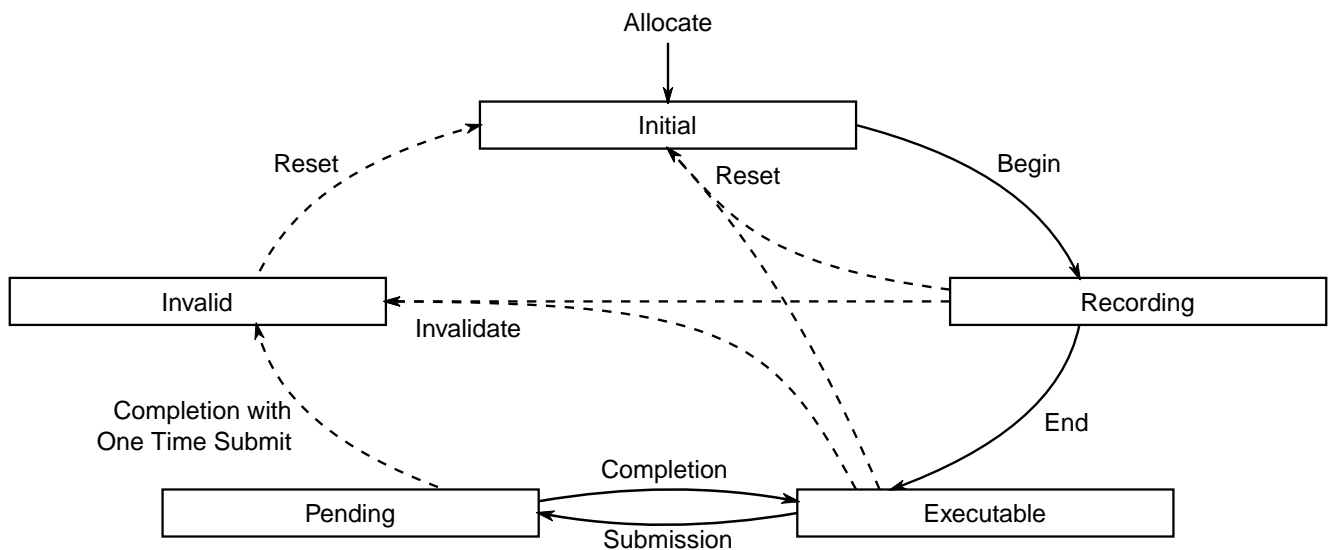 Allocate
Initial
Reset
Reset
Begin
Invalid
Recording
Invalidate
Completion with
One Time Submit
End
Completion
Pending
Executable
Submission